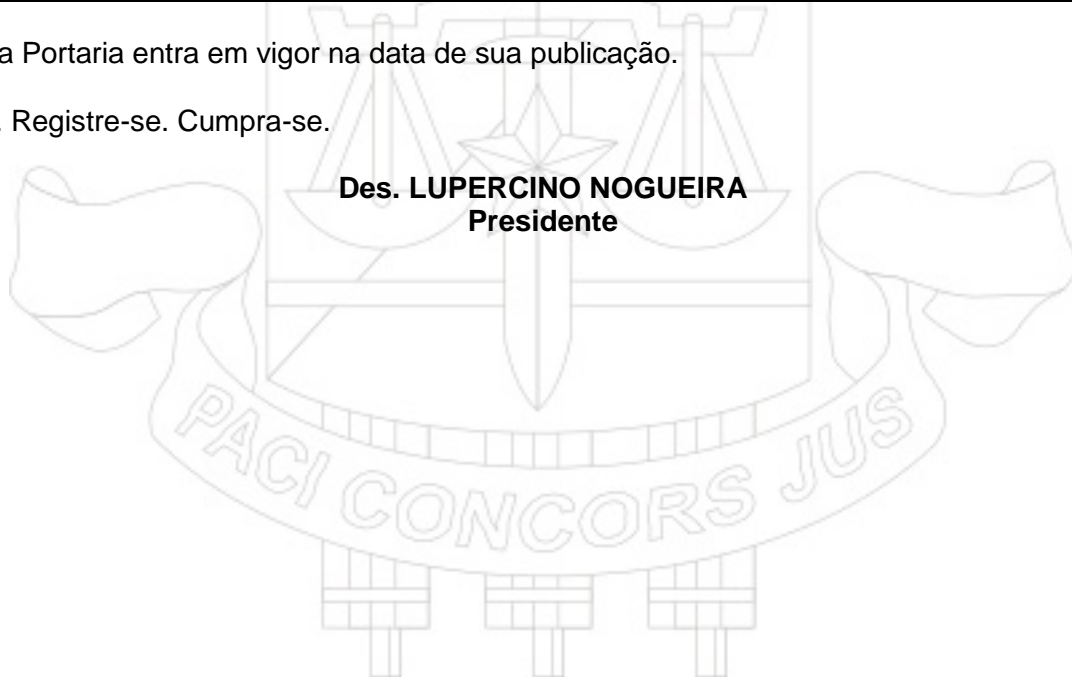 a Portaria entra em vigor na data de sua publicação.
. Registre-se. Cumpra-se.
Des. LUPERCINO NOGUEIRA
Presidente
PACI CONCORS JUS